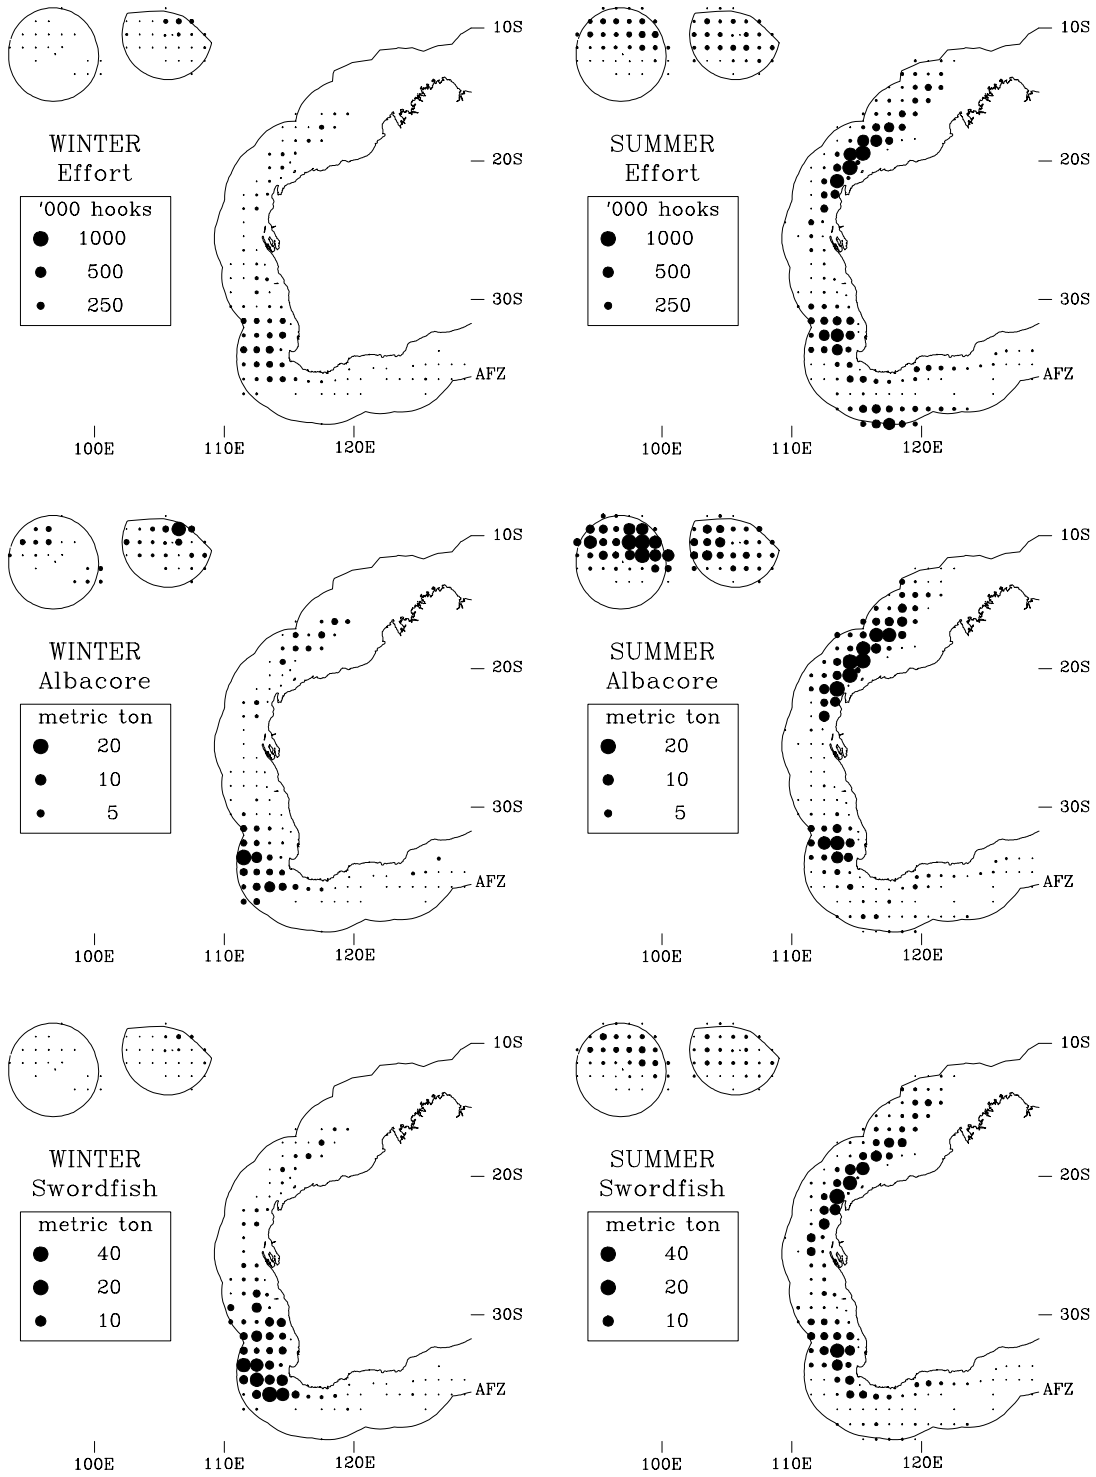 WINTER
Effort
'000 hooks
1000
500
250
10S
20S
30S
AFZ
100E
110E
120E
SUMMER
Effort
'000 hooks
1000
500
250
10S
20S
30S
AFZ
100E
110E
120E
WINTER
Albacore
metric ton
20
10
5
10S
20S
30S
AFZ
100E
110E
120E
SUMMER
Albacore
metric ton
20
10
5
10S
20S
30S
AFZ
100E
110E
120E
WINTER
Swordfish
metric ton
40
20
10
10S
20S
30S
AFZ
100E
110E
120E
SUMMER
Swordfish
metric ton
40
20
10
10S
20S
30S
AFZ
100E
110E
120E